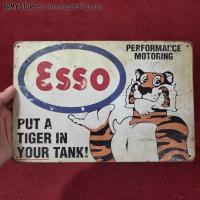 PERFORMANCE
MOTORING
Esso
PUT A
TIGER IN
YOUR TANK!